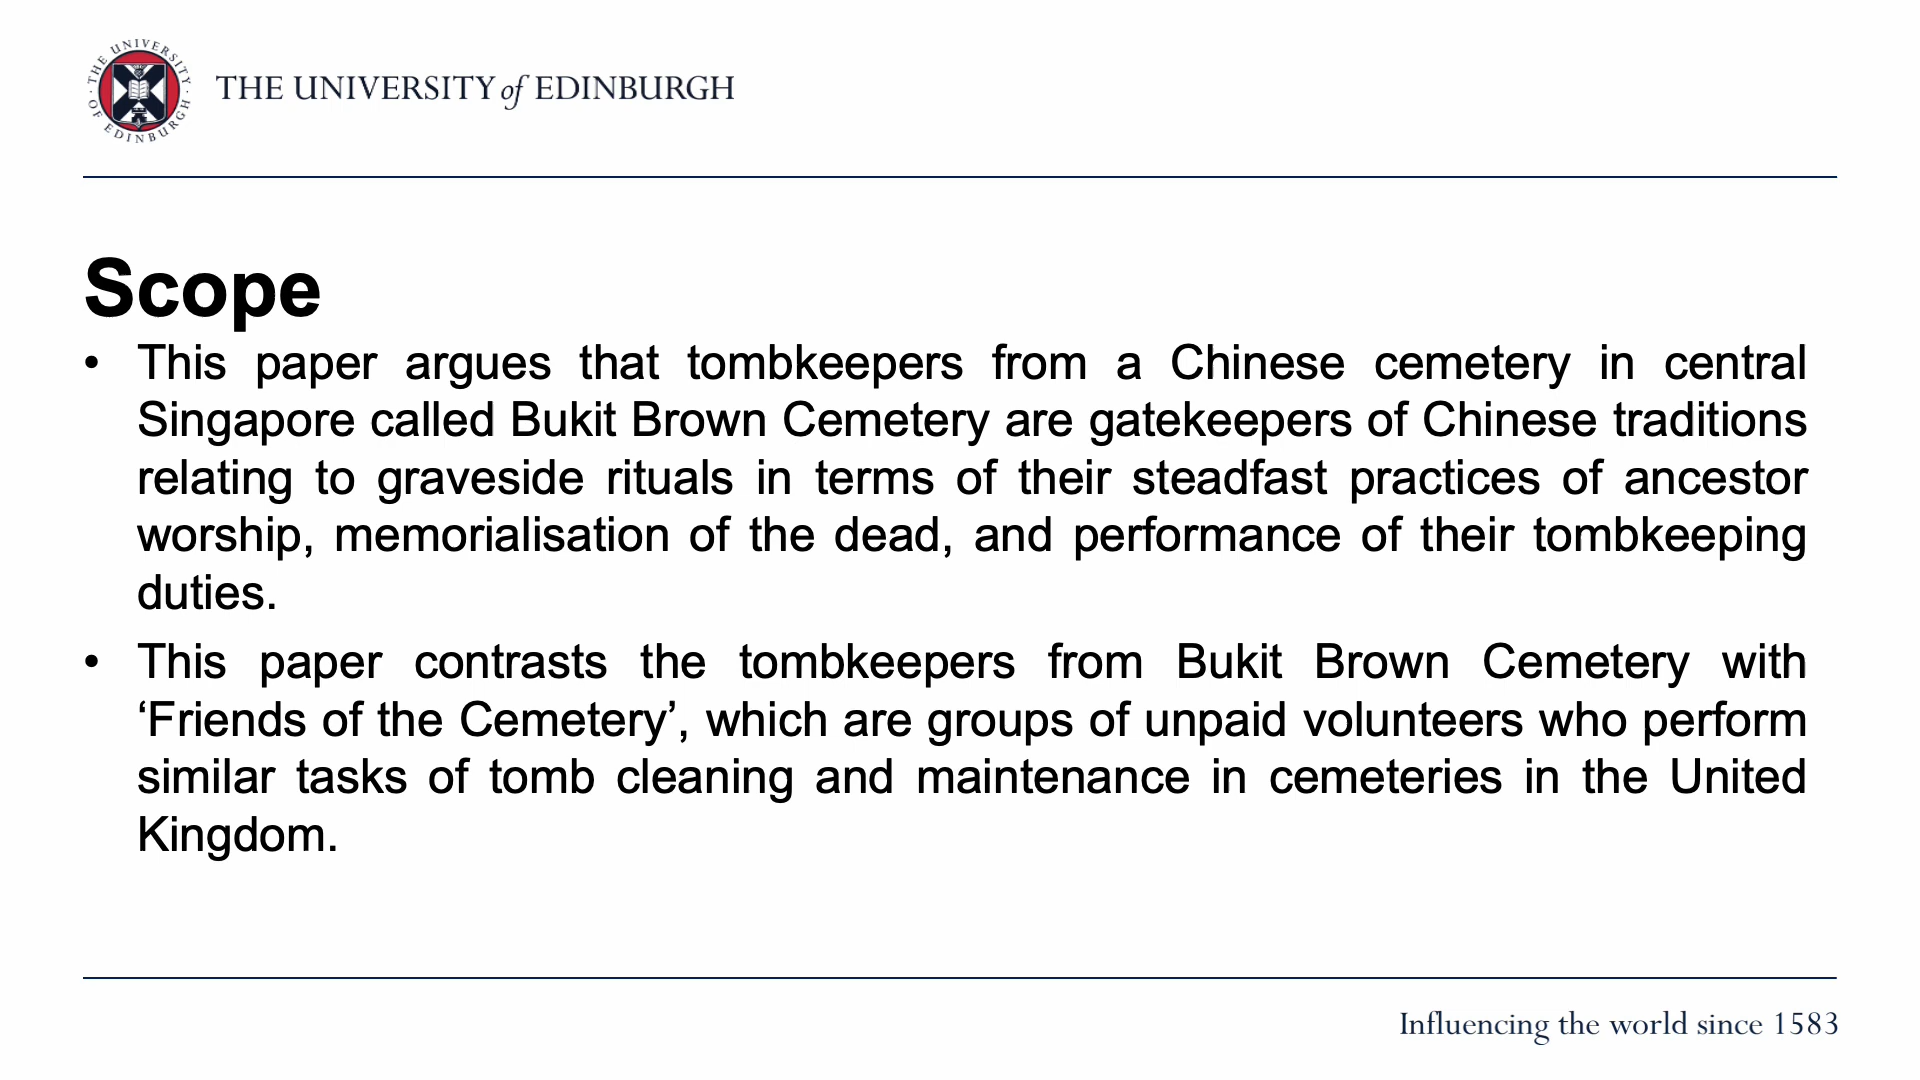 THE UNIVERSITY OF EDINBURGH
THE UNIVERSITY of EDINBURGH
Scope
• This paper argues that tombkeepers from a Chinese cemetery in central
Singapore called Bukit Brown Cemetery are gatekeepers of Chinese traditions
relating to graveside rituals in terms of their steadfast practices of ancestor
worship, memorialisation of the dead, and performance of their tombkeeping
duties.
• This paper contrasts the tombkeepers from Bukit Brown Cemetery with
‘Friends of the Cemetery’, which are groups of unpaid volunteers who perform
similar tasks of tomb cleaning and maintenance in cemeteries in the United
Kingdom.
Influencing the world since 1583